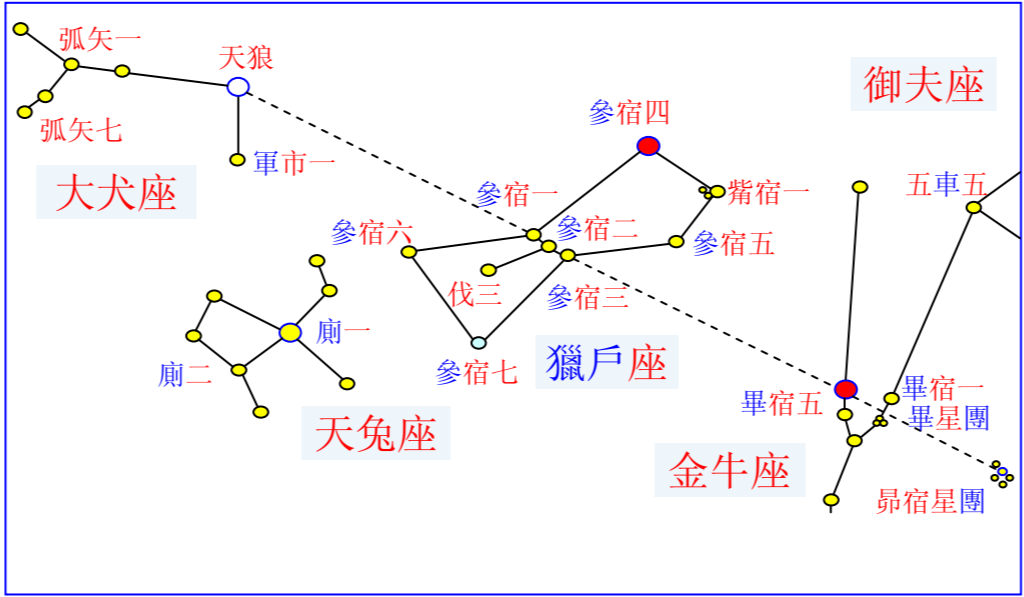 弧矢一
天狼
御夫座
參宿四
弧矢七
軍市一
大犬座
參宿一
觜宿一
五車五
參宿六
參宿二
參宿五
伐三
參宿三
廁一
廁二
參宿七
獵戶座
畢宿五
畢宿一
畢星團
天兔座
金牛座
昴宿星團